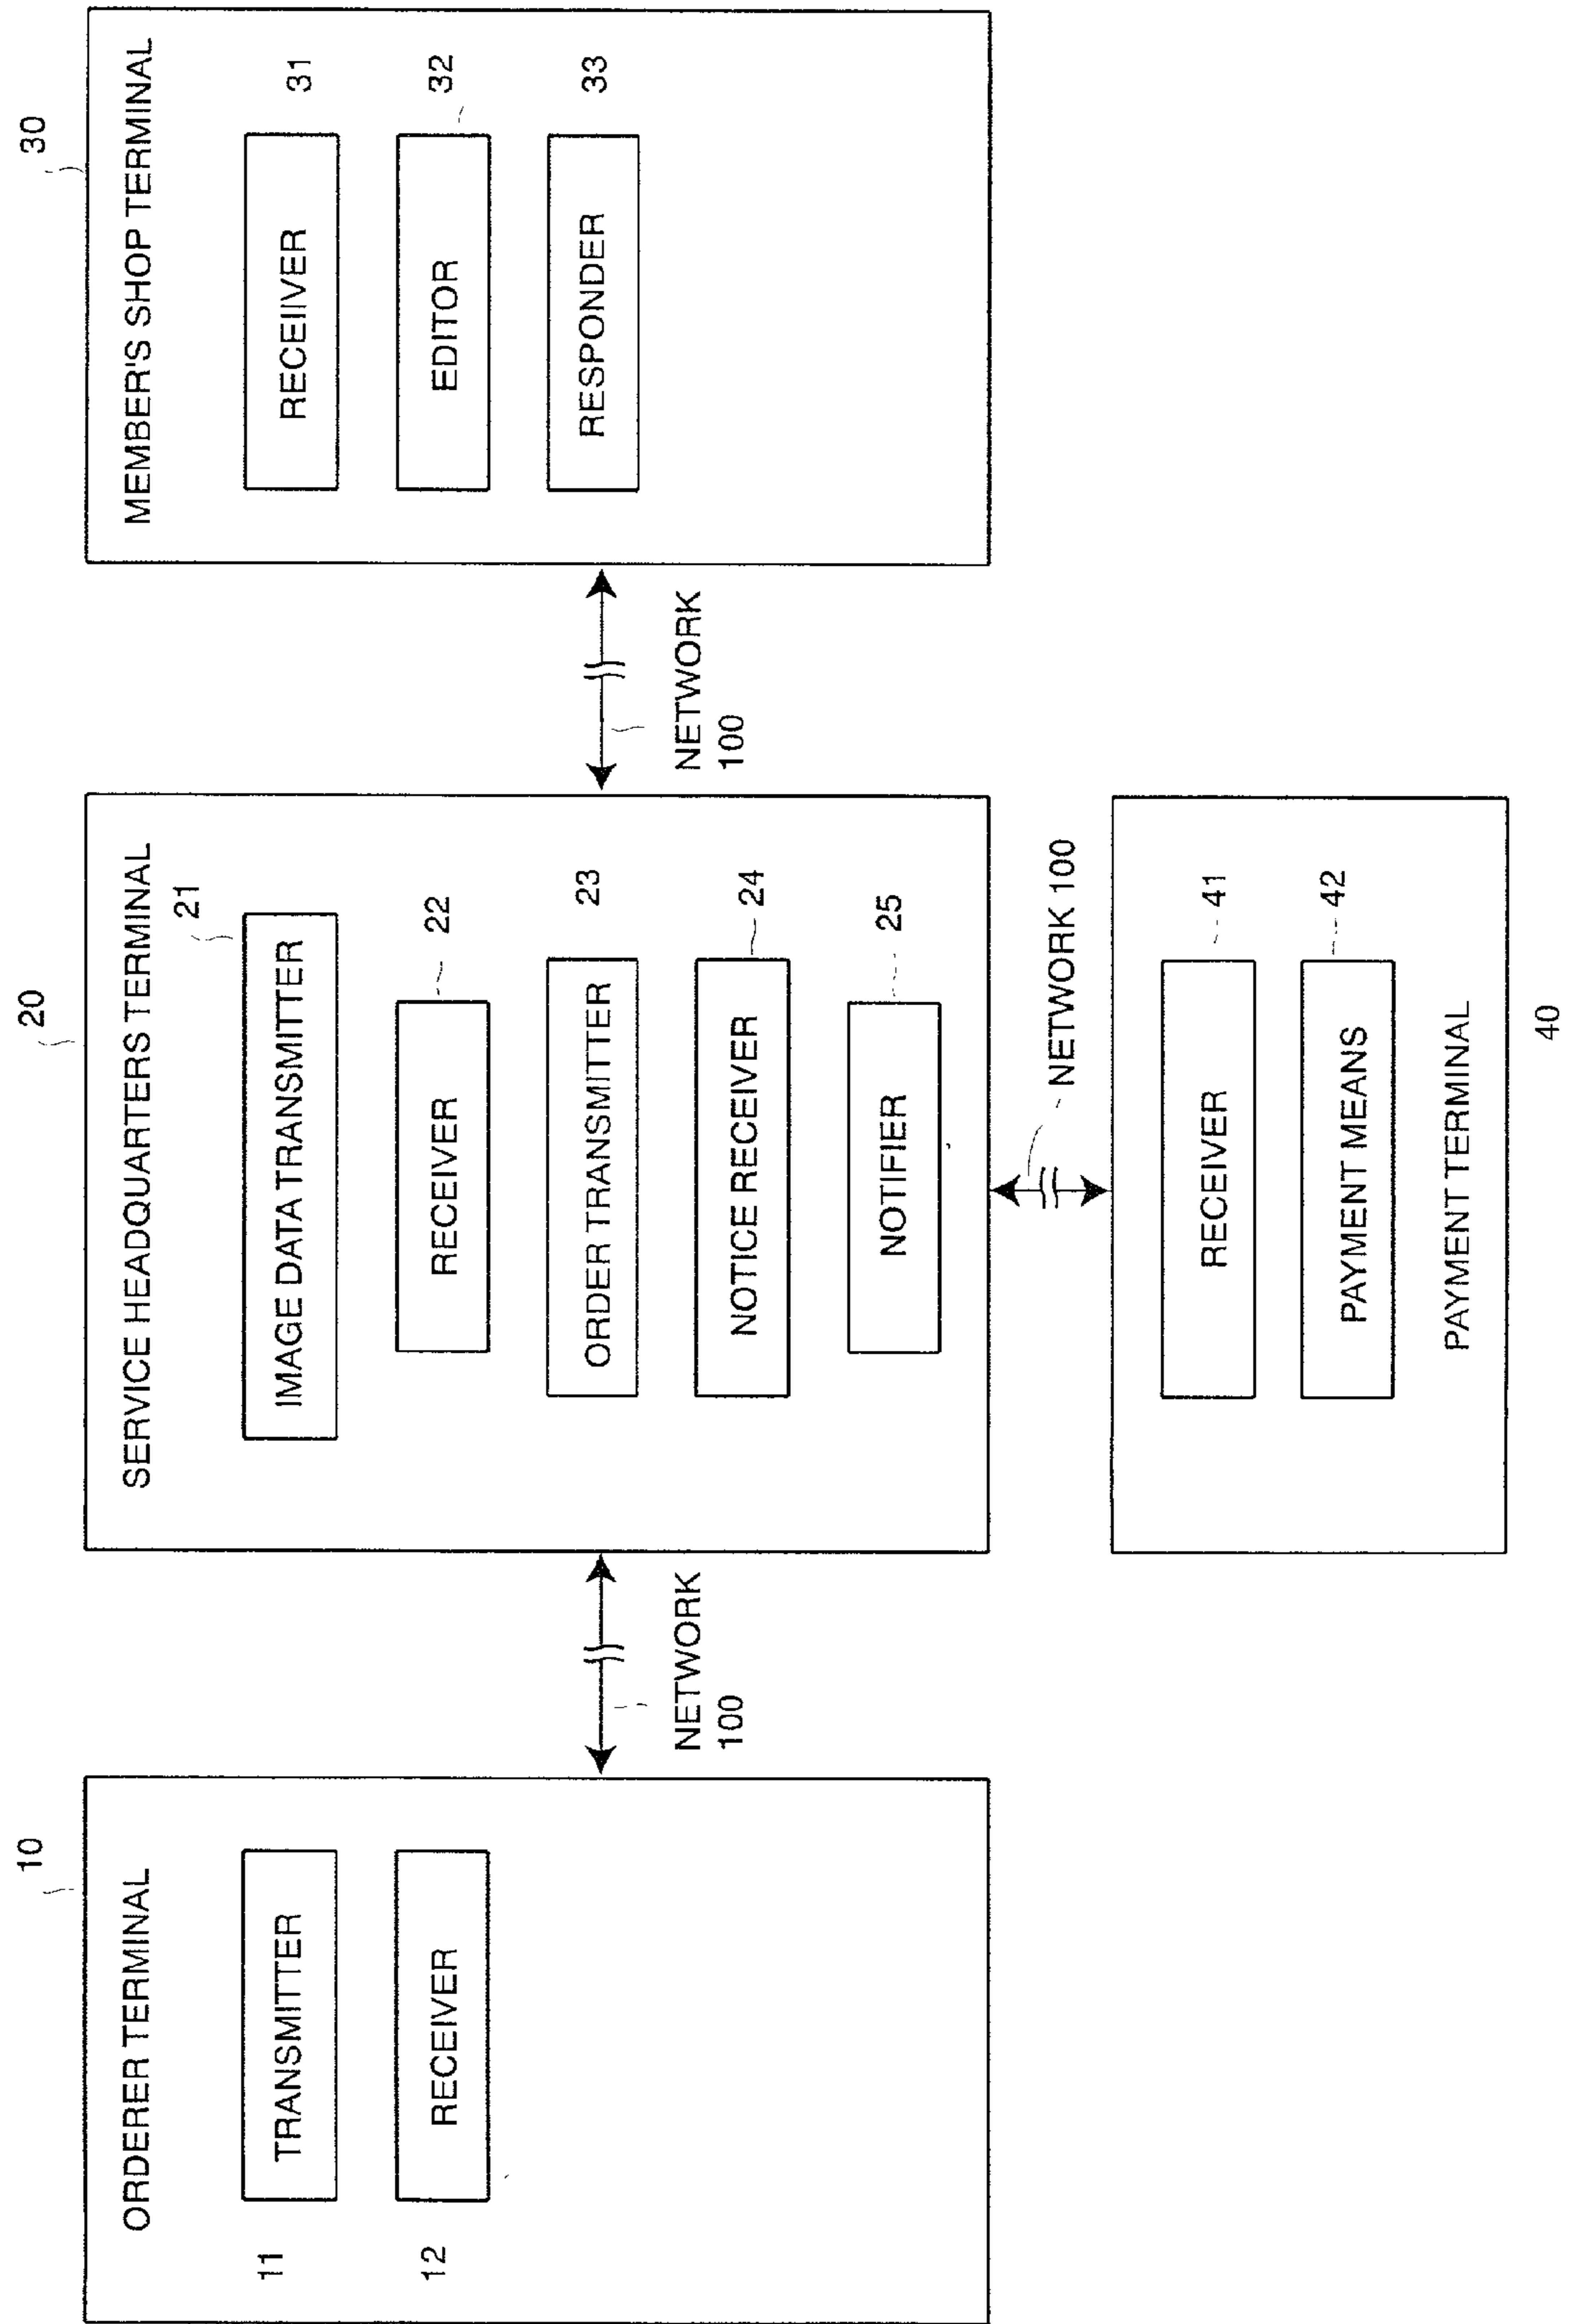 10
ORDERER TERMINAL
11
TRANSMITTER
12
RECEIVER
NETWORK
100
20
SERVICE HEADQUARTERS TERMINAL
21
IMAGE DATA TRANSMITTER
RECEIVER
22
ORDER TRANSMITTER
23
NOTICE RECEIVER
24
NOTIFIER
25
NETWORK
100
30
MEMBER'S SHOP TERMINAL
RECEIVER
31
EDITOR
32
RESPONDER
33
NETWORK 100
RECEIVER
41
PAYMENT MEANS
42
PAYMENT TERMINAL
40